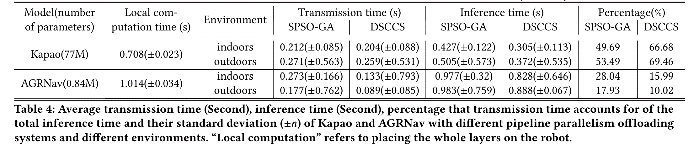 Model(number of parameters) Local computation time (s) Environment Transmission time (s) Inference time (s) Percentage(%)
SPSO-GA DSCCS SPSO-GA DSCCS SPSO-GA DSCCS
Kapao(77M) 0.708(±0.023) indoors 0.212(±0.085) 0.204(±0.088) 0.427(±0.122) 0.305(±0.113) 49.69 66.68
outdoors 0.271(±0.563) 0.259(±0.531) 0.505(±0.573) 0.372(±0.535) 53.49 69.46
AGRNav(0.84M) 1.014(±0.034) indoors 0.273(±0.166) 0.133(±0.793) 0.977(±0.32) 0.828(±0.646) 28.04 15.99
outdoors 0.177(±0.762) 0.089(±0.085) 0.983(±0.759) 0.888(±0.067) 17.93 10.02
Table 4: Average transmission time (Second), inference time (Second), percentage that transmission time accounts for of the
total inference time and their standard deviation (±n) of Kapao and AGRNav with different pipeline parallelism offloading
systems and different environments. “Local computation” refers to placing the whole layers on the robot.